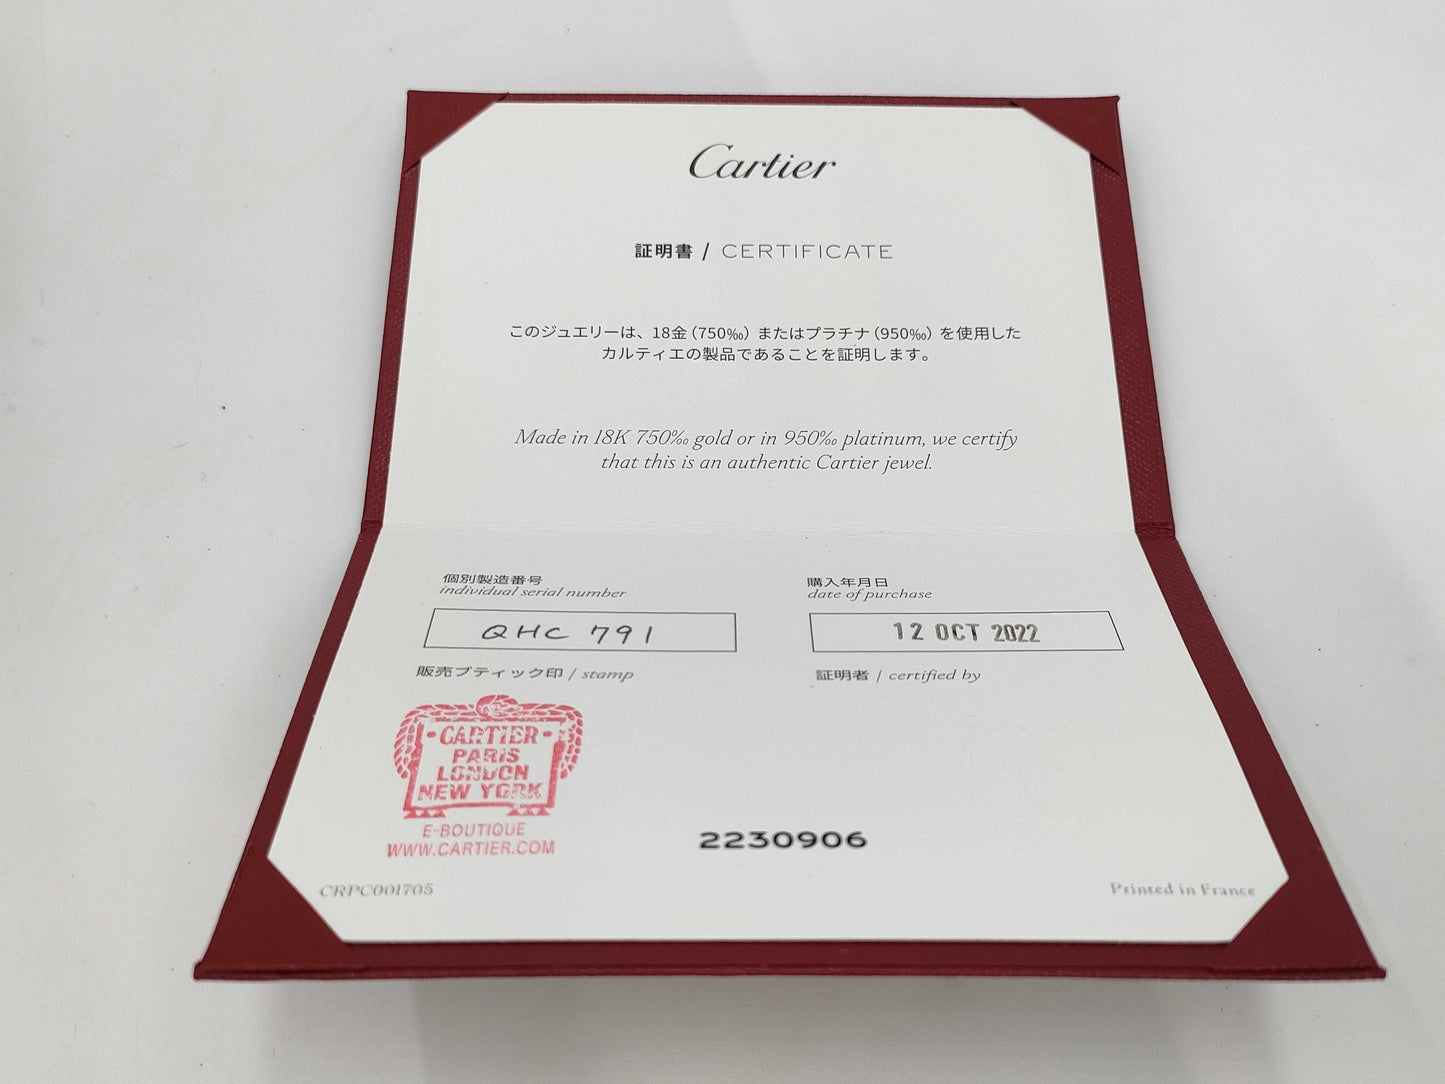 Cartier
証明書 / CERTIFICATE
このジュエリーは、18金(750‰)またはプラチナ(950‰)を使用した
カルティエの製品であることを証明します。
Made in 18K 750‰ gold or in 950‰ platinum, we certify
that this is an authentic Cartier jewel.
個別製造番号
individual serial number
QHC 791
購入年月日
date of purchase
12 OCT 2022
販売ブティック印 / stamp
証明者 / certified by
·CARTIER·
PARIS
LONDON
NEW YORK
E-BOUTIQUE
WWW.CARTIER.COM
2230906
CRPC001705
Printed in France